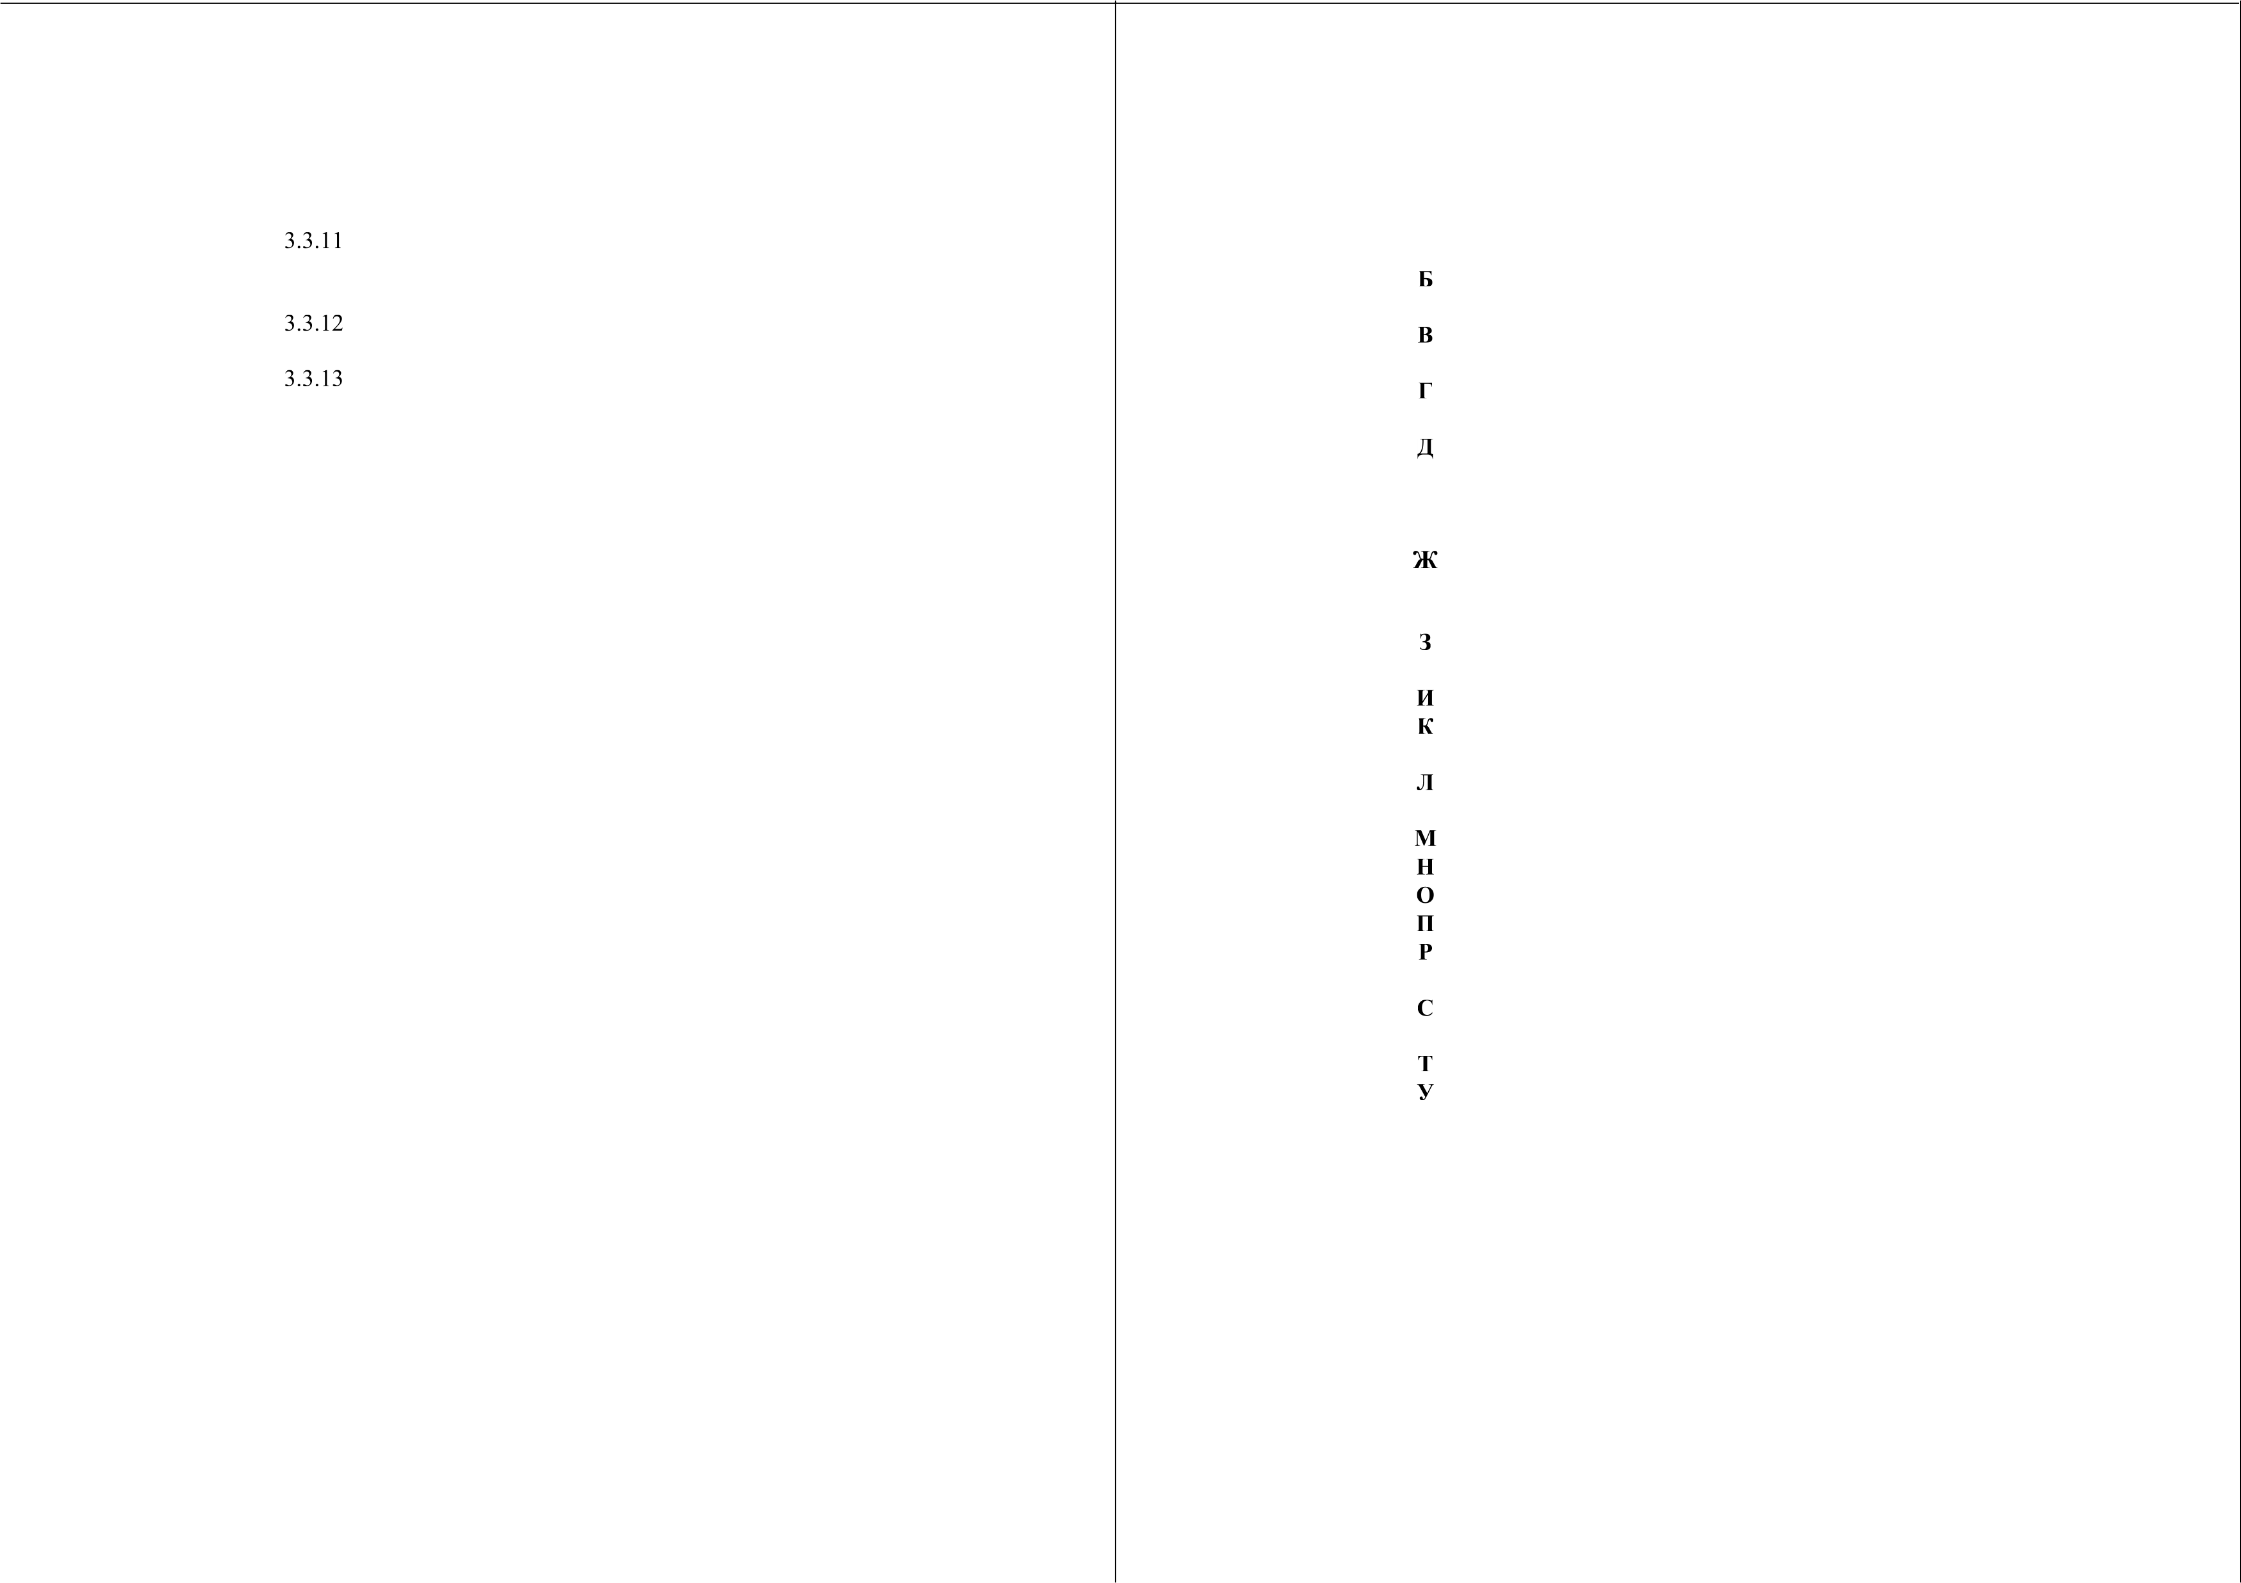 3.3.11
3.3.12
3.3.13
Б
В
Г
Д
Ж
З
И
К
Л
М
Н
О
П
Р
С
Т
У